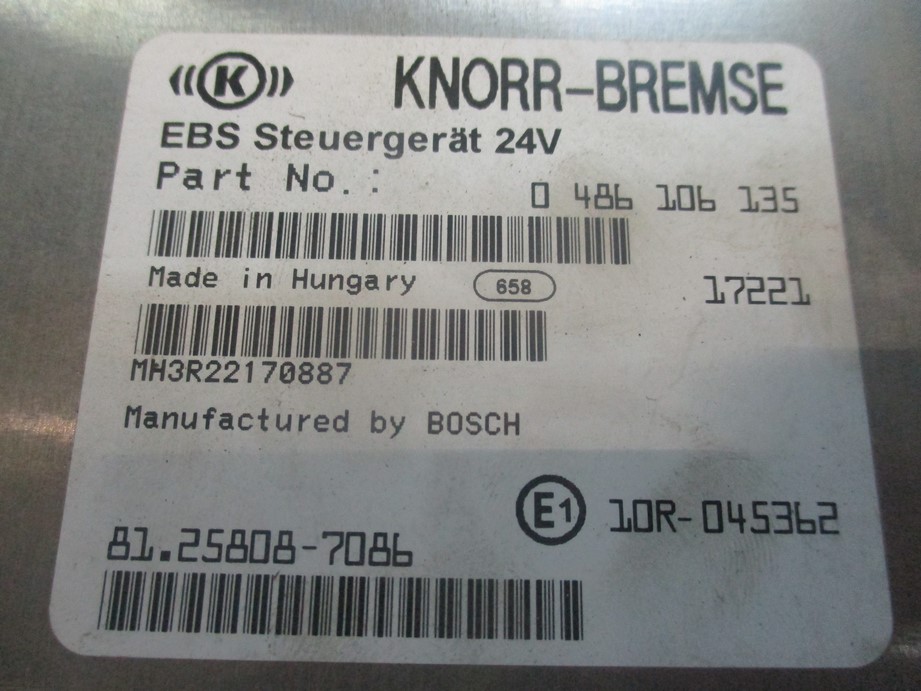 ((K)) KNORR-BREMSE
EBS Steuergerät 24V
Part No.: 0 486 106 135
Made in Hungary 658 17221
MH3R22170887
Manufactured by BOSCH
E1 10R-045362
81.25808-7086